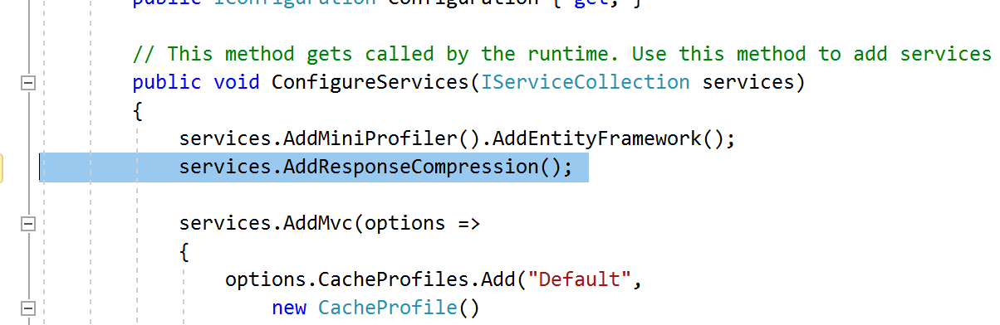 public IConfiguration Configuration { get; }
// This method gets called by the runtime. Use this method to add services
public void ConfigureServices(IServiceCollection services)
{
services.AddMiniProfiler().AddEntityFramework();
services.AddResponseCompression();
services.AddMvc(options =>
{
options.CacheProfiles.Add("Default",
new CacheProfile()